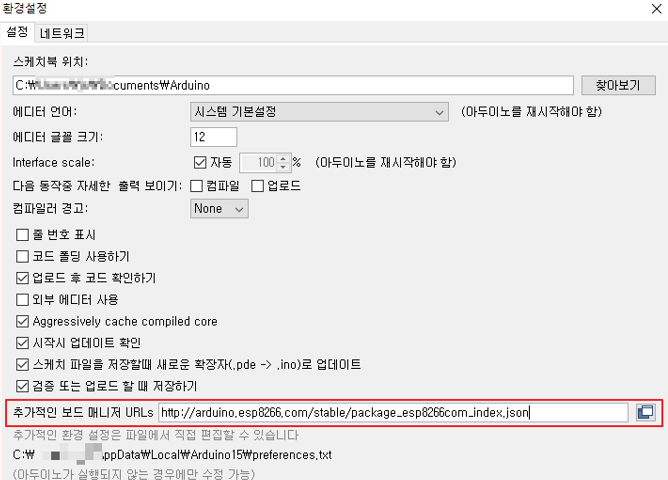 환경설정
설정 네트워크
스케치북 위치:
C:₩ cuments₩Arduino 찾아보기
에디터 언어: 시스템 기본설정 (아두이노를 재시작해야 함)
에디터 글꼴 크기: 12
Interface scale: 자동 100 % (아두이노를 재시작해야 함)
다음 동작중 자세한 출력 보이기: 컴파일 업로드
컴파일러 경고: None
줄 번호 표시
코드 폴딩 사용하기
업로드 후 코드 확인하기
외부 에디터 사용
Aggressively cache compiled core
시작시 업데이트 확인
스케치 파일을 저장할때 새로운 확장자(.pde -> .ino)로 업데이트
검증 또는 업로드 할 때 저장하기
추가적인 보드 매니저 URLs http://arduino.esp8266.com/stable/package_esp8266com_index.json
추가적인 환경 설정은 파일에서 직접 편집할 수 있습니다
C:₩ ppData₩Local₩Arduino15₩preferences.txt
(아두이노가 실행되지 않는 경우에만 수정 가능)